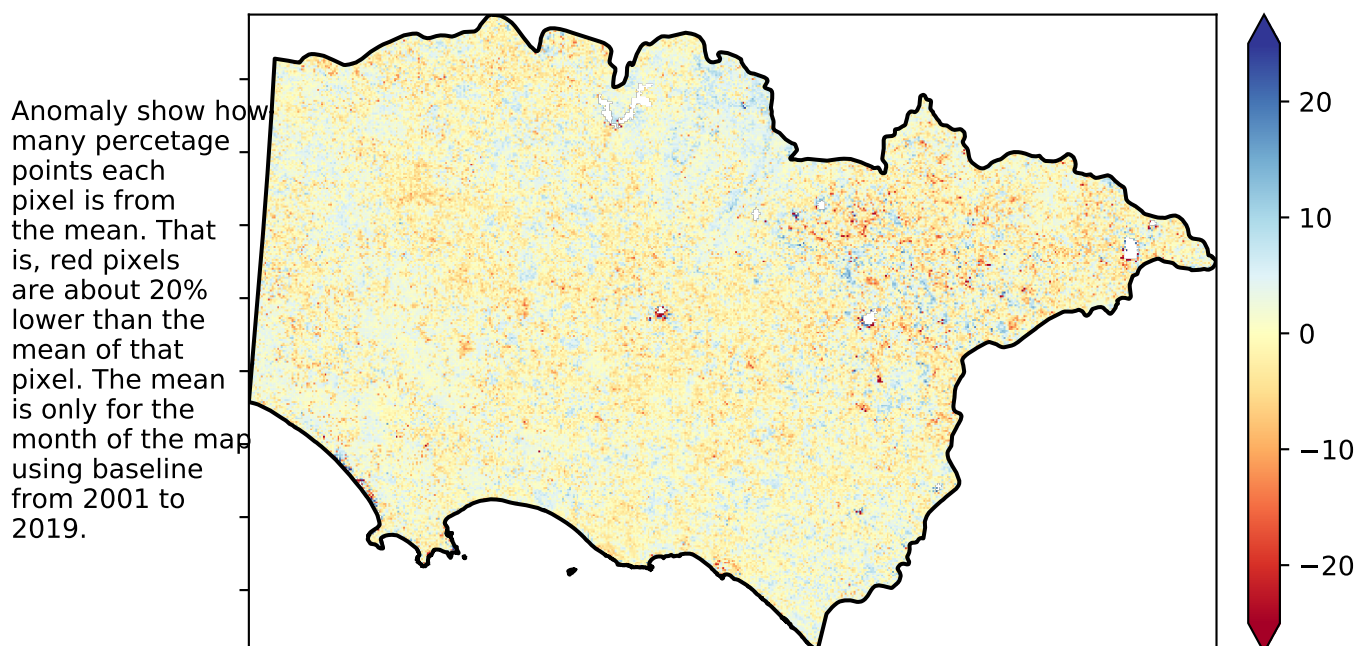 Anomaly show how
many percetage
points each
pixel is from
the mean. That
is, red pixels
are about 20%
lower than the
mean of that
pixel. The mean
is only for the
month of the map
using baseline
from 2001 to
2019.
20
10
0
−10
−20